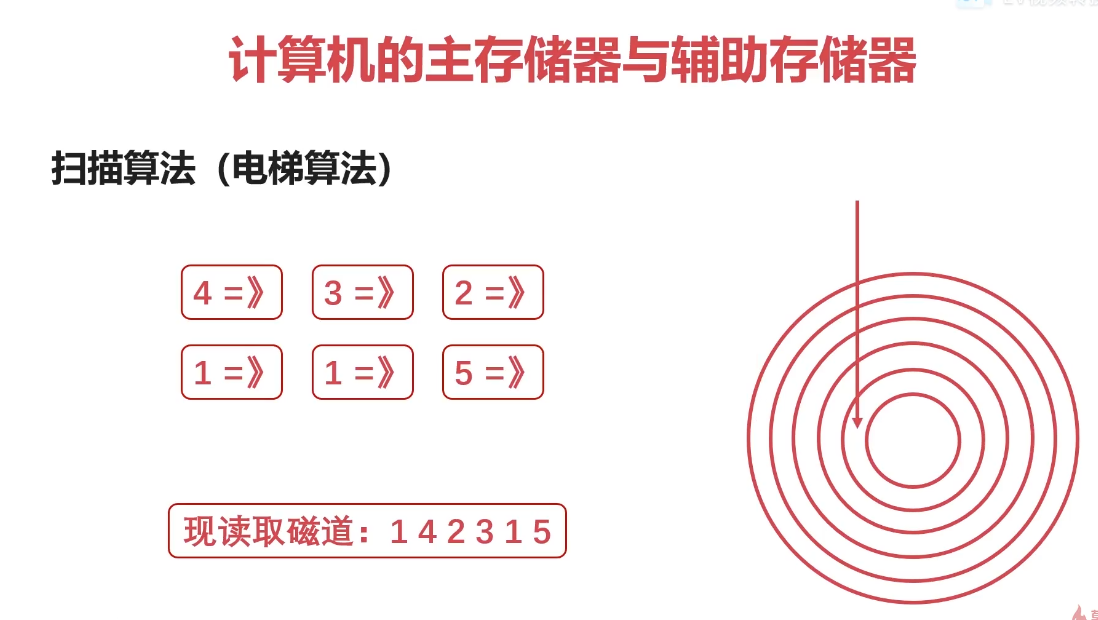 计算机的主存储器与辅助存储器
扫描算法（电梯算法）
4 =》 3 =》 2 =》
1 =》 1 =》 5 =》
现读取磁道：1 4 2 3 1 5